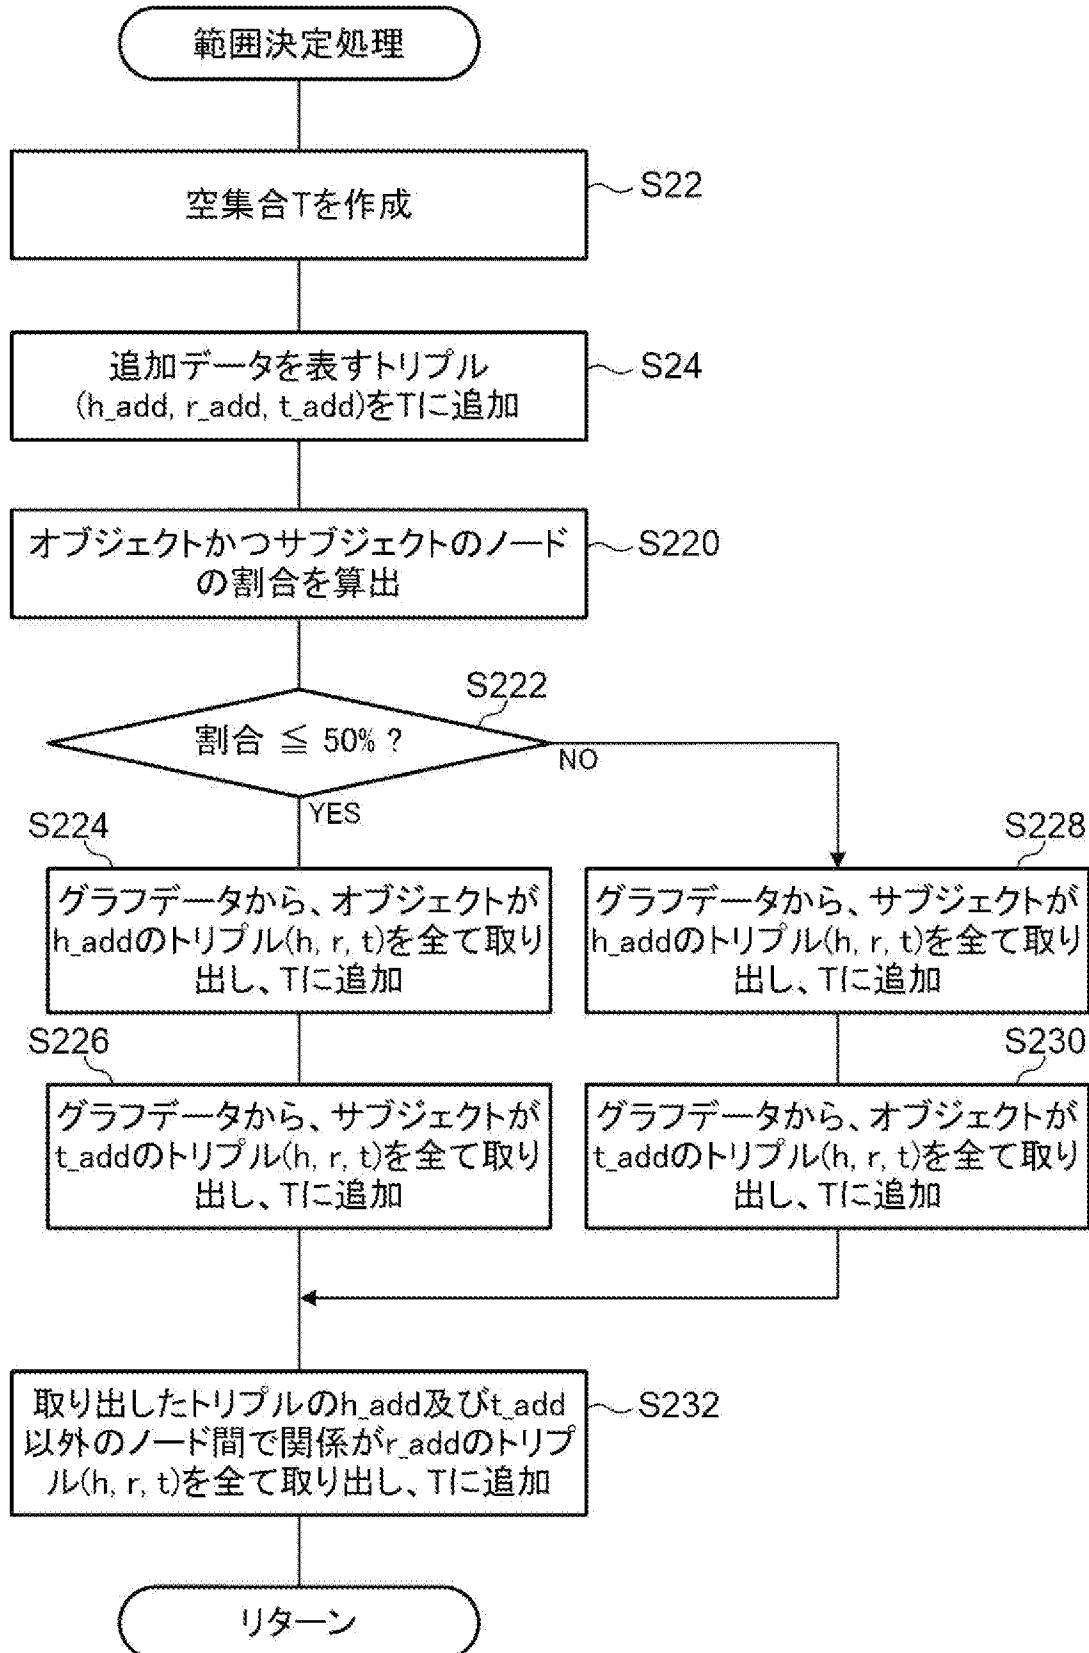 範囲決定処理
空集合Tを作成
S22
追加データを表すトリプル
(h_add, r_add, t_add)をTに追加
S24
オブジェクトかつサブジェクトのノード
の割合を算出
S220
割合 ≦ 50% ?
S222
NO
YES
S224
グラフデータから、オブジェクトが
h_addのトリプル(h, r, t)を全て取り
出し、Tに追加
S228
グラフデータから、サブジェクトが
h_addのトリプル(h, r, t)を全て取り
出し、Tに追加
S226
グラフデータから、サブジェクトが
t_addのトリプル(h, r, t)を全て取り
出し、Tに追加
S230
グラフデータから、オブジェクトが
t_addのトリプル(h, r, t)を全て取り
出し、Tに追加
取り出したトリプルのh_add及びt_add
以外のノード間で関係がr_addのトリプ
ル(h, r, t)を全て取り出し、Tに追加
S232
リターン